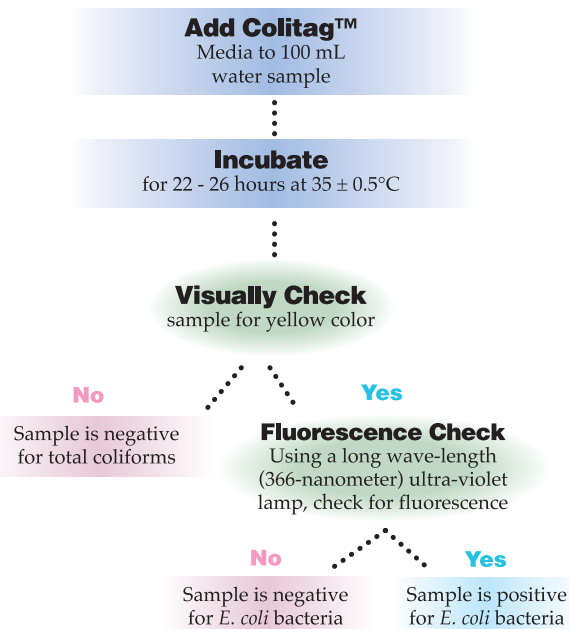 Add Colitag™
Media to 100 mL
water sample
Incubate
for 22 - 26 hours at 35 ± 0.5°C
Visually Check
sample for yellow color
No
Sample is negative
for total coliforms
Yes
Fluorescence Check
Using a long wave-length
(366-nanometer) ultra-violet
lamp, check for fluorescence
No
Sample is negative
for E. coli bacteria
Yes
Sample is positive
for E. coli bacteria